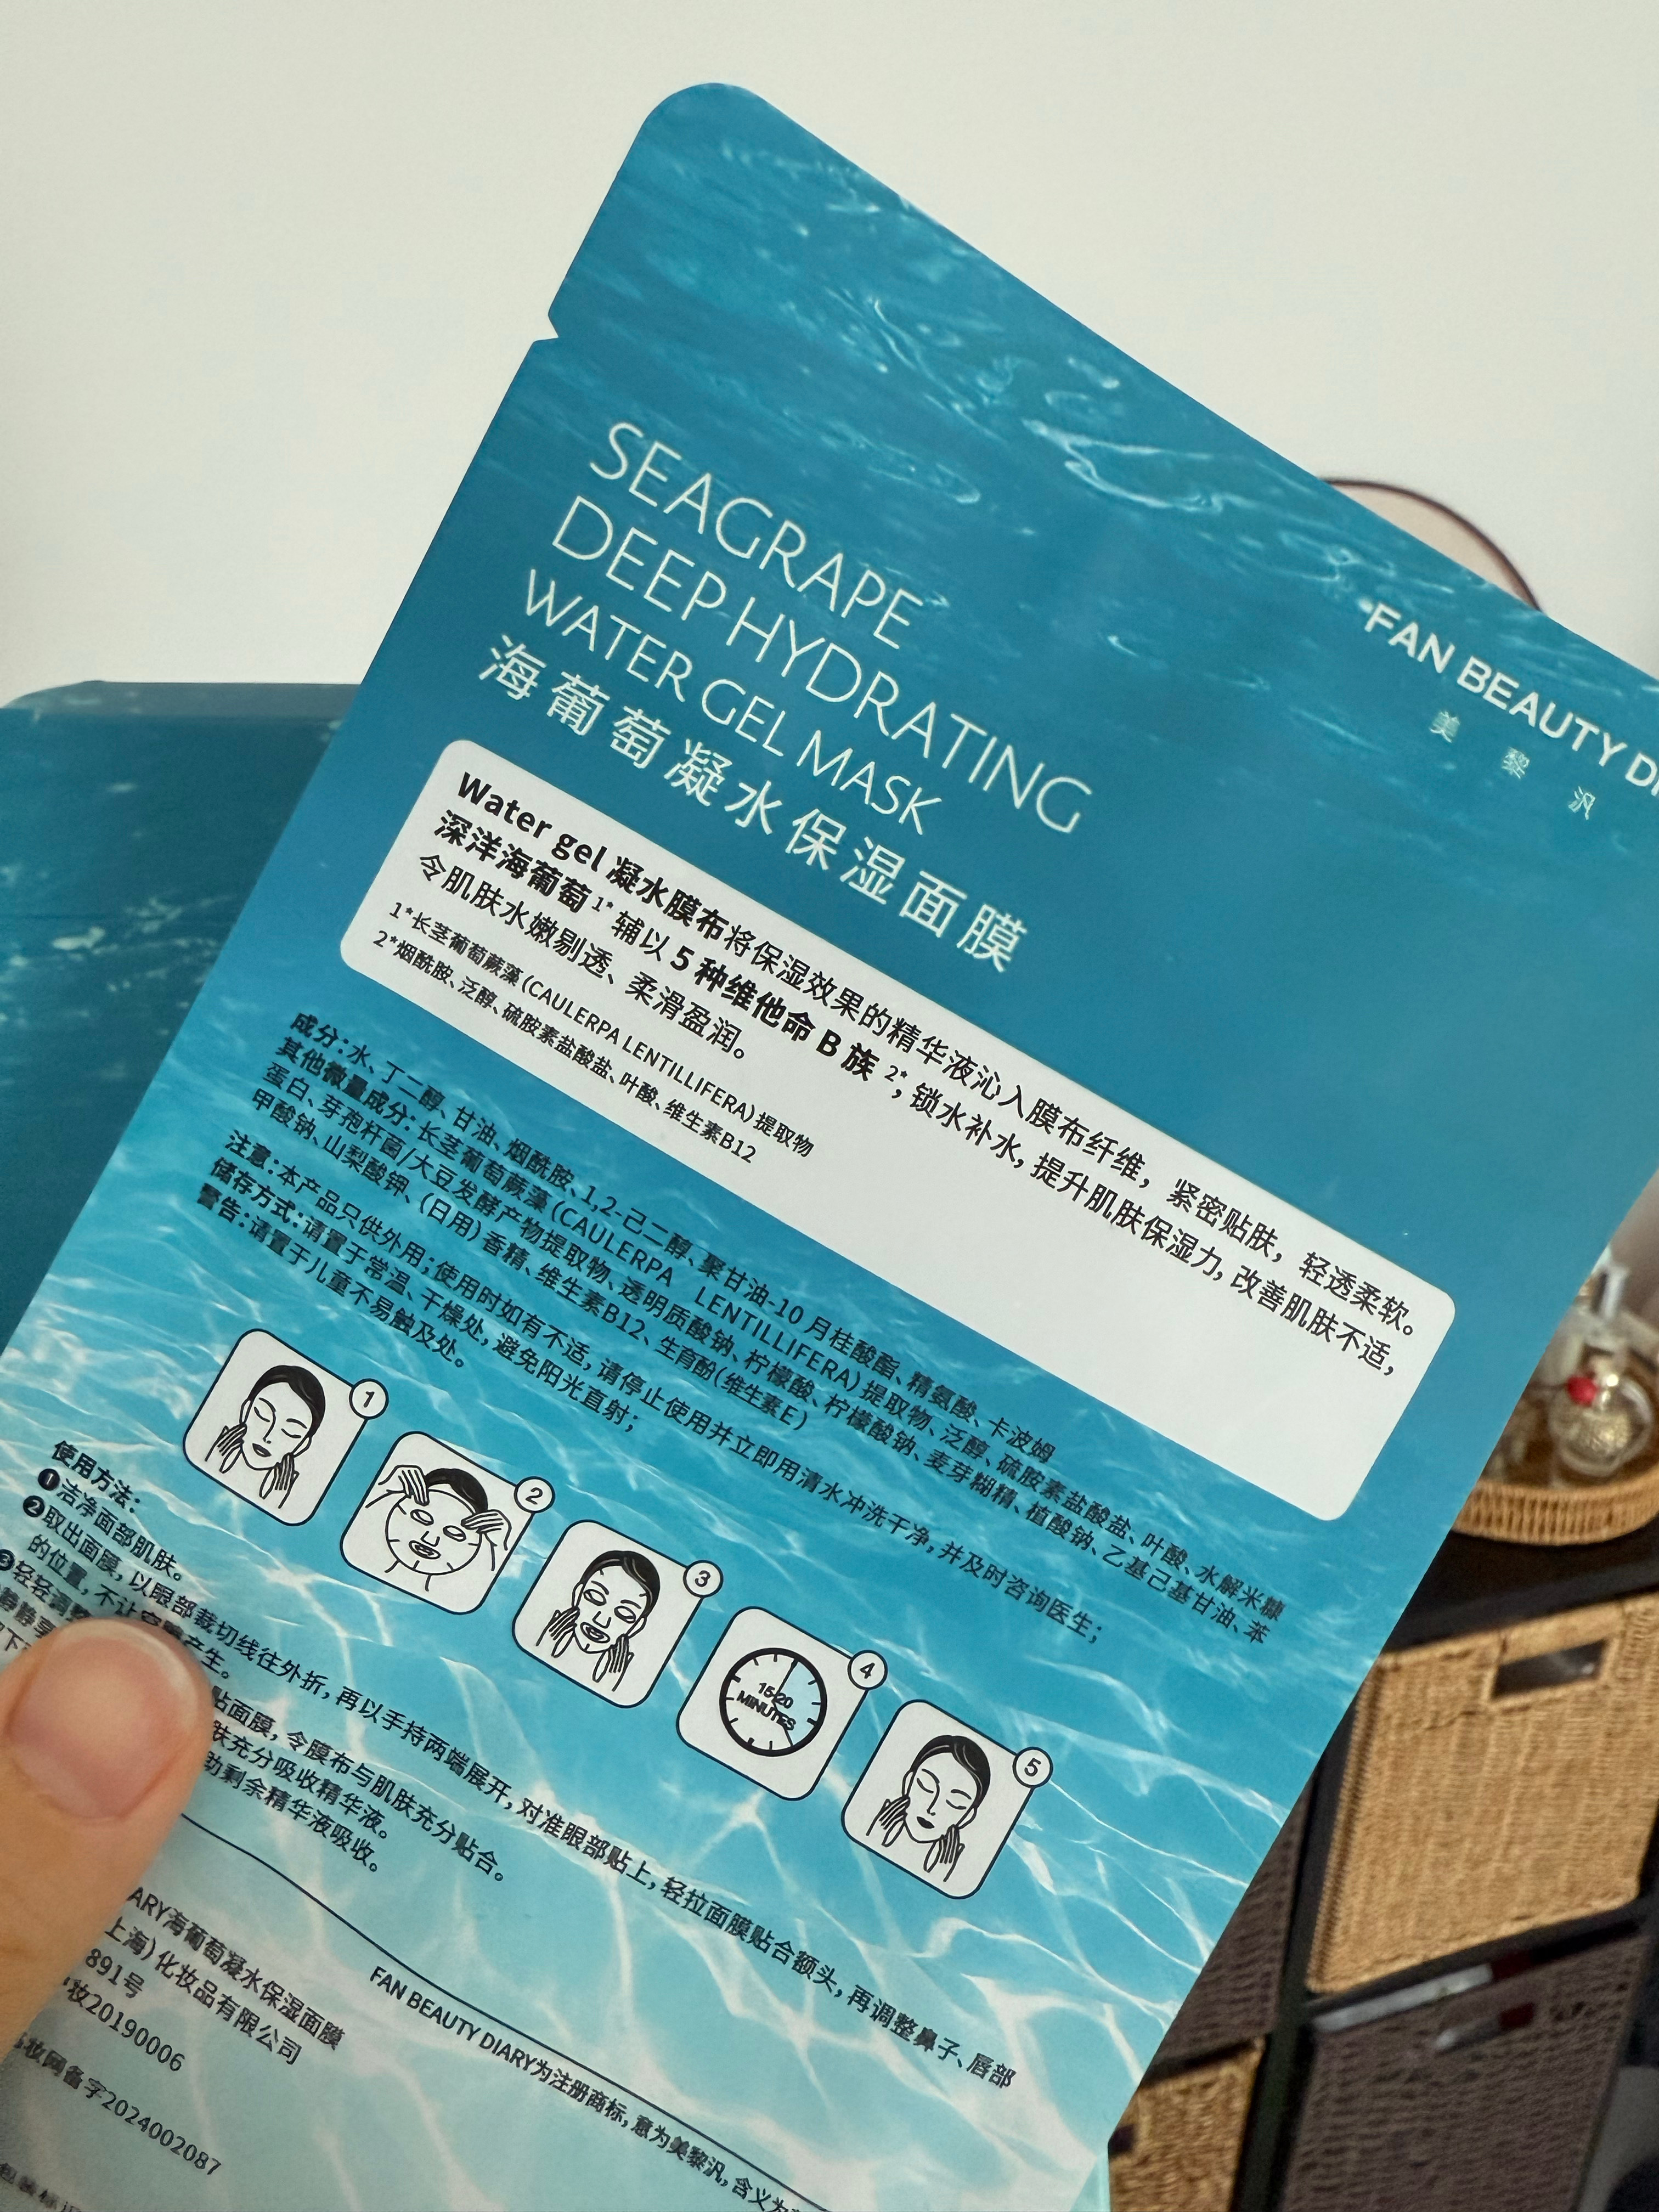 FAN BEAUTY
美黎汎
SEAGRAPE
DEEP HYDRATING
WATER GEL MASK
海葡萄凝水保湿面膜
Water gel 凝水膜布将保湿效果的精华液沁入膜布纤维，紧密贴肤，轻透柔软。
深洋海葡萄1*辅以 5 种维他命 B 族 2*，锁水补水，提升肌肤保湿力，改善肌肤不适，
令肌肤水嫩剔透、柔滑盈润。
1*长茎葡萄蕨藻（CAULERPA LENTILLIFERA）提取物
2*烟酰胺、泛醇、硫胺素盐酸盐、叶酸、维生素B12
成分：水、丁二醇、甘油、烟酰胺、1,2-己二醇、聚甘油-10 月桂酸酯、精氨酸、卡波姆
其他微量成分：长茎葡萄蕨藻（CAULERPA LENTILLIFERA）提取物、泛醇、硫胺素盐酸盐、叶酸、水解米糠
蛋白、芽孢杆菌/大豆发酵产物提取物、透明质酸钠、柠檬酸、柠檬酸钠、麦芽糊精、植酸钠、乙基己基甘油、苯
甲酸钠、山梨酸钾、（日用）香精、维生素B12、生育酚（维生素E）
注意：本产品只供外用；使用时如有不适，请停止使用并立即用清水冲洗干净，并及时咨询医生；
储存方式：请置于常温、干燥处，避免阳光直射；
警告：请置于儿童不易触及处。
1
2
3
15-20
MINUTES
4
5
使用方法：
❶洁净面部肌肤。
❷取出面膜，以眼部裁切线往外折，再以手持两端展开，对准眼部贴上，轻拉面膜贴合额头，再调整鼻子、唇部
的位置，不让空隙产生。
❸轻轻调整 贴面膜，令膜布与肌肤充分贴合。
静静享 肤充分吸收精华液。
助剩余精华液吸收。
ARY海葡萄凝水保湿面膜
上海）化妆品有限公司
891号
妆20190006
妆网备字2024002087
FAN BEAUTY DIARY为注册商标，意为美黎汎，含义为